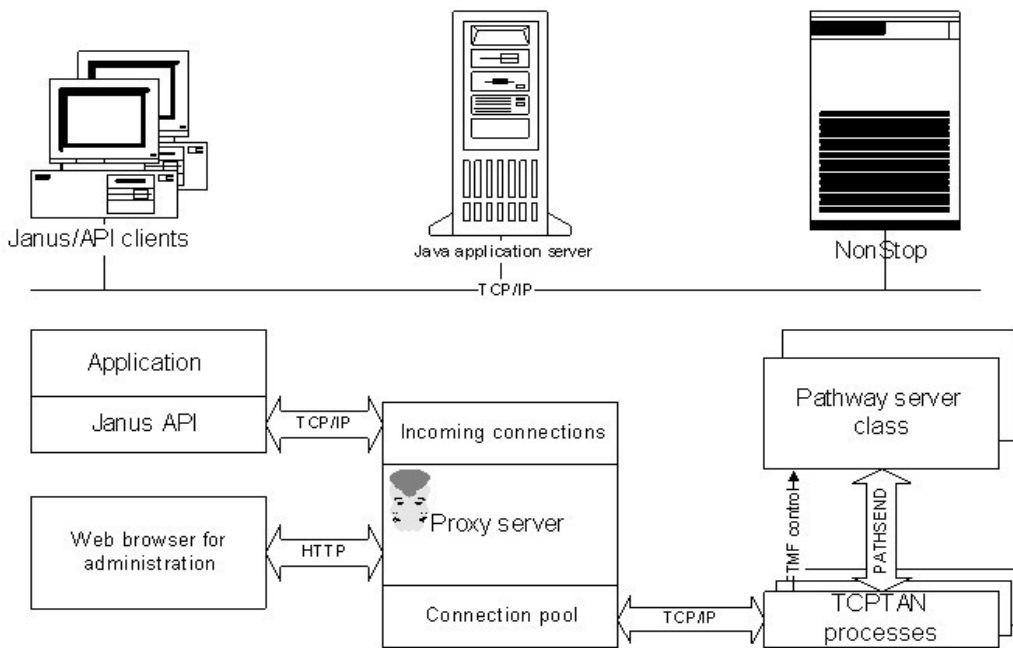 Janus/API clients
Java application server
NonStop
TCP/IP
Application
Janus API
TCP/IP
Incoming connections
Pathway server
class
Proxy server
Web browser for
administration
HTTP
TMF control
PATHSEND
Connection pool
TCP/IP
TCPTAN
processes